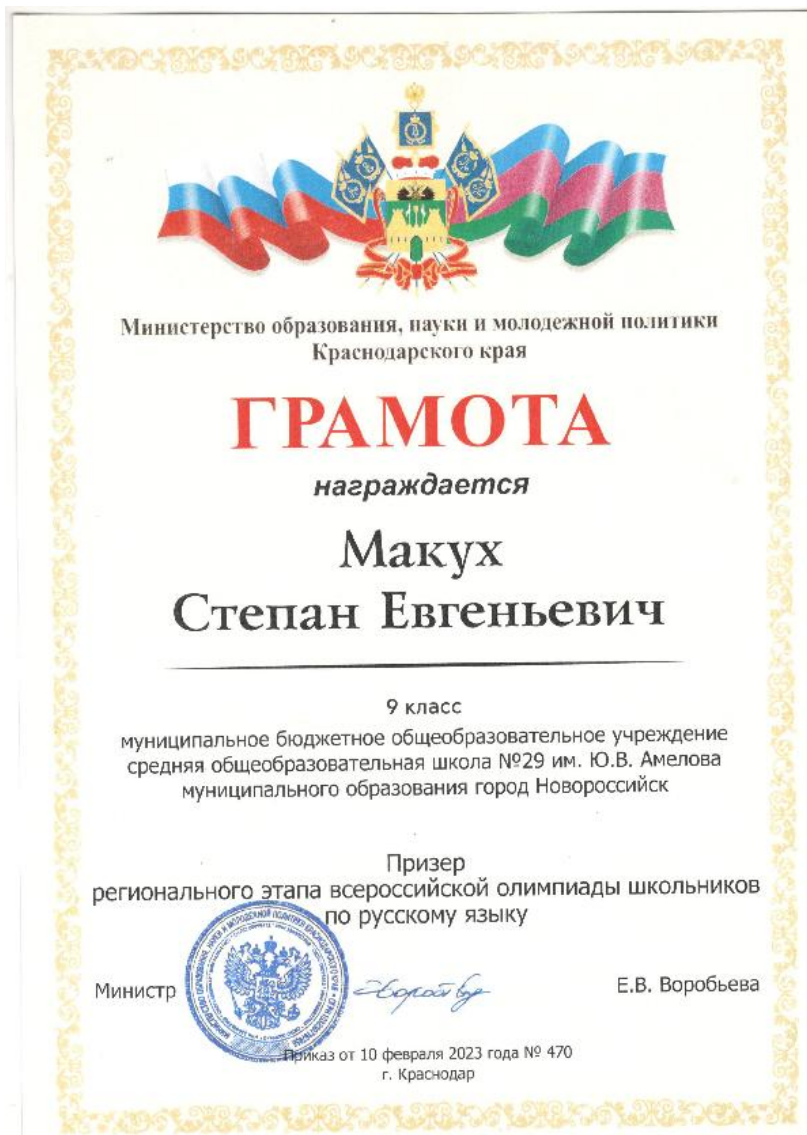 Министерство образования, науки и молодежной политики
Краснодарского края
ГРАМОТА
награждается
Макух
Степан Евгеньевич
9 класс
муниципальное бюджетное общеобразовательное учреждение
средняя общеобразовательная школа №29 им. Ю.В. Амелова
муниципального образования город Новороссийск
Призер
регионального этапа всероссийской олимпиады школьников
по русскому языку
Министр
Е.В. Воробьева
Приказ от 10 февраля 2023 года № 470
г. Краснодар